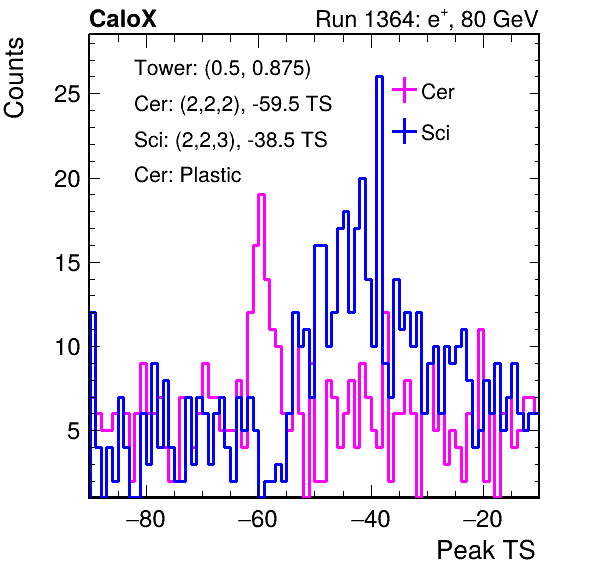 CaloX Run 1364: e⁺, 80 GeV
Counts
Tower: (0.5, 0.875)
Cer: (2,2,2), -59.5 TS
Sci: (2,2,3), -38.5 TS
Cer: Plastic
Cer
Sci
25
20
15
10
5
−80 −60 −40 −20
Peak TS